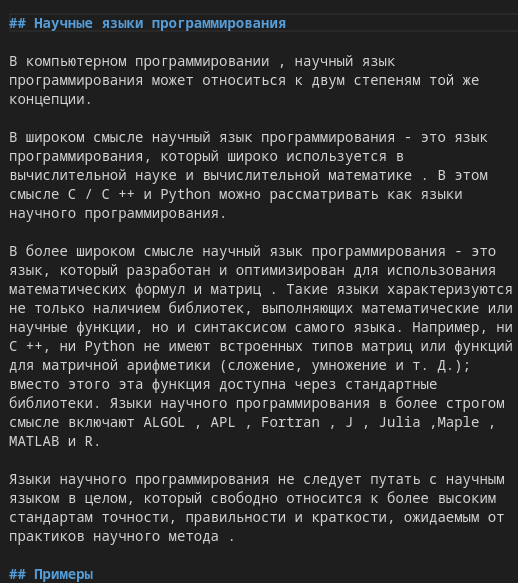 ## Научные языки программирования
В компьютерном программировании , научный язык
программирования может относиться к двум степеням той же
концепции.
В широком смысле научный язык программирования - это язык
программирования, который широко используется в
вычислительной науке и вычислительной математике . В этом
смысле C / C ++ и Python можно рассматривать как языки
научного программирования.
В более широком смысле научный язык программирования - это
язык, который разработан и оптимизирован для использования
математических формул и матриц . Такие языки характеризуются
не только наличием библиотек, выполняющих математические или
научные функции, но и синтаксисом самого языка. Например, ни
C ++, ни Python не имеют встроенных типов матриц или функций
для матричной арифметики (сложение, умножение и т. Д.);
вместо этого эта функция доступна через стандартные
библиотеки. Языки научного программирования в более строгом
смысле включают ALGOL , APL , Fortran , J , Julia ,Maple ,
MATLAB и R.
Языки научного программирования не следует путать с научным
языком в целом, который свободно относится к более высоким
стандартам точности, правильности и краткости, ожидаемым от
практиков научного метода .
## Примеры